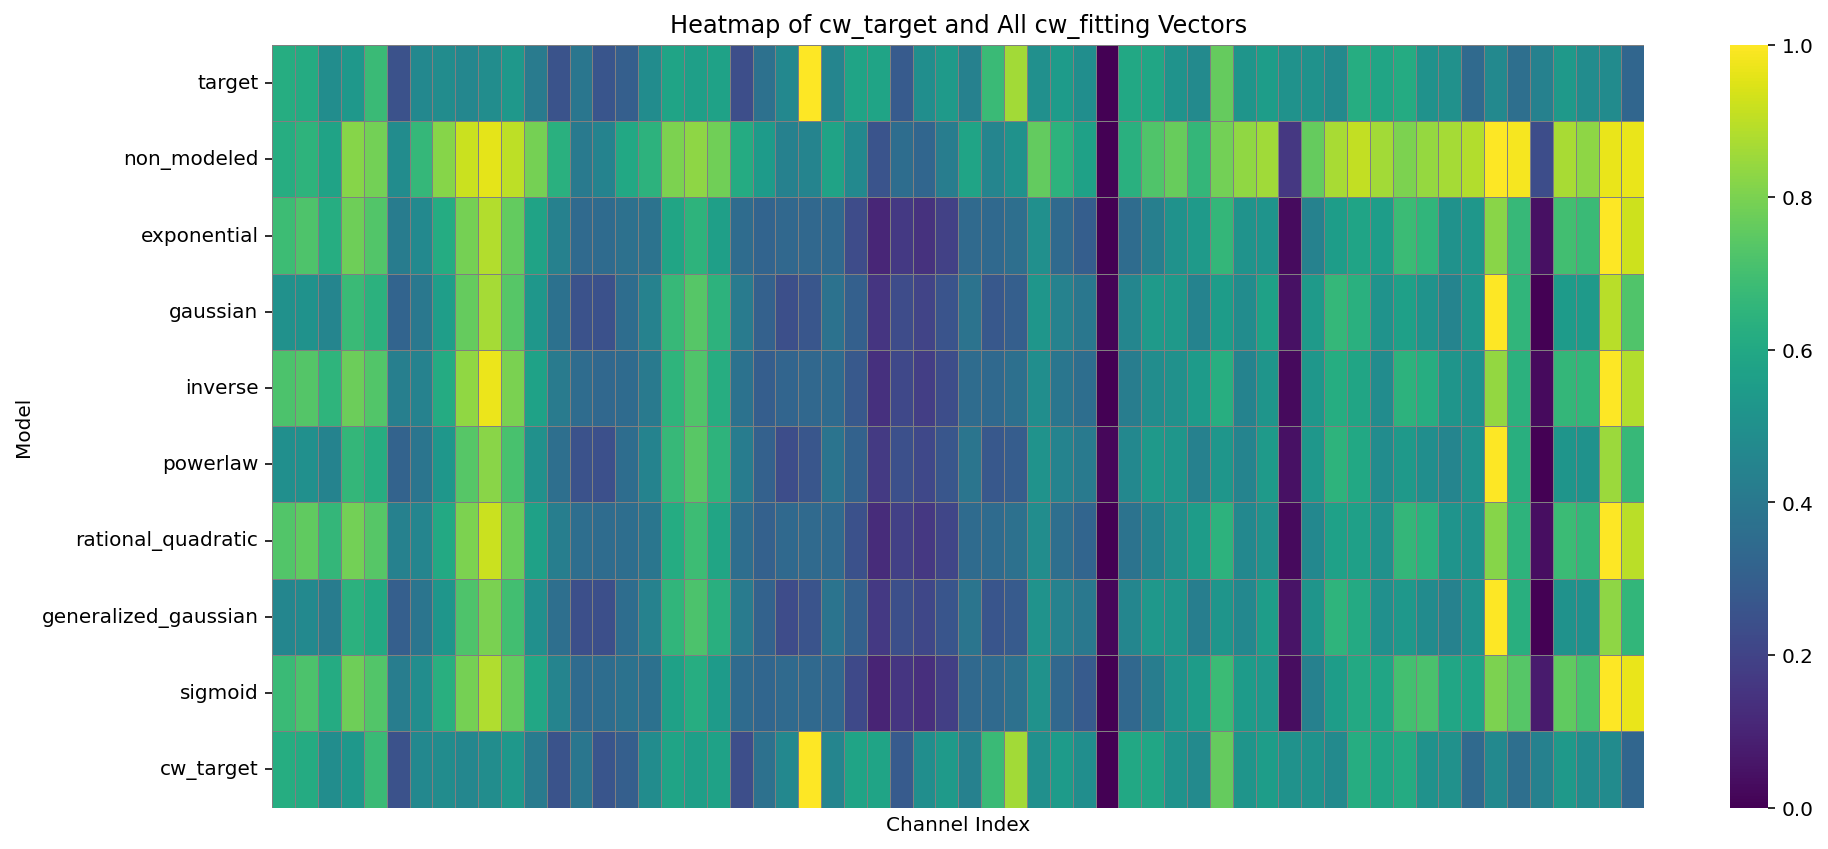 Heatmap of cw_target and All cw_fitting Vectors
Model
target
non_modeled
exponential
gaussian
inverse
powerlaw
rational_quadratic
generalized_gaussian
sigmoid
cw_target
Channel Index
1.0
0.8
0.6
0.4
0.2
0.0